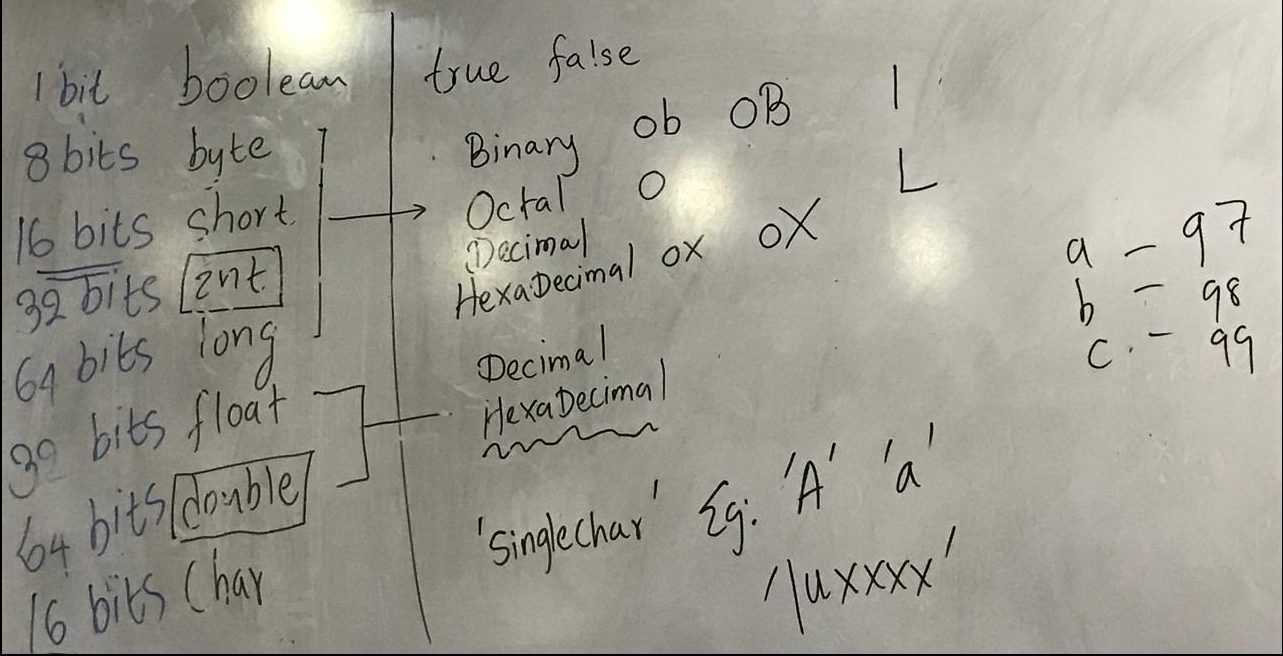 1 bit boolean true false
8 bits byte Binary 0b 0B l
16 bits short Octal 0 L
Decimal
32 bits int HexaDecimal 0x 0X
64 bits long Decimal
32 bits float HexaDecimal
64 bits double 'Singlechar' Eg: 'A' 'a'
16 bits Char '\uxxxx'
a - 97
b - 98
c. - 99